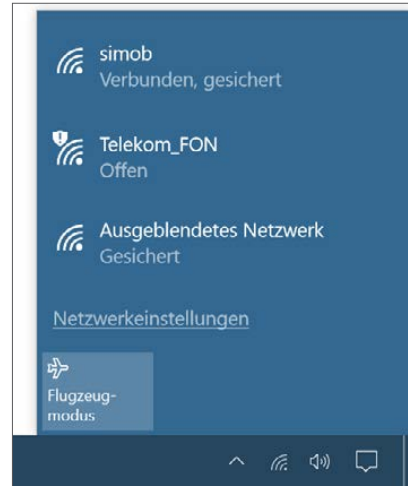 simob
Verbunden, gesichert
Telekom_FON
Offen
Ausgeblendetes Netzwerk
Gesichert
Netzwerkeinstellungen
Flugzeug-
modus